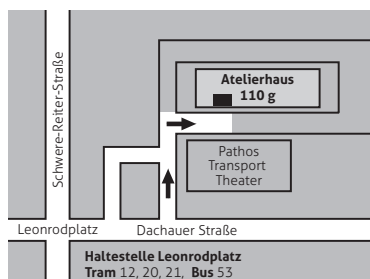 Schwere-Reiter-Straße
Atelierhaus
110 g
Pathos
Transport
Theater
Leonrodplatz
Dachauer Straße
Haltestelle Leonrodplatz
Tram 12, 20, 21, Bus 53